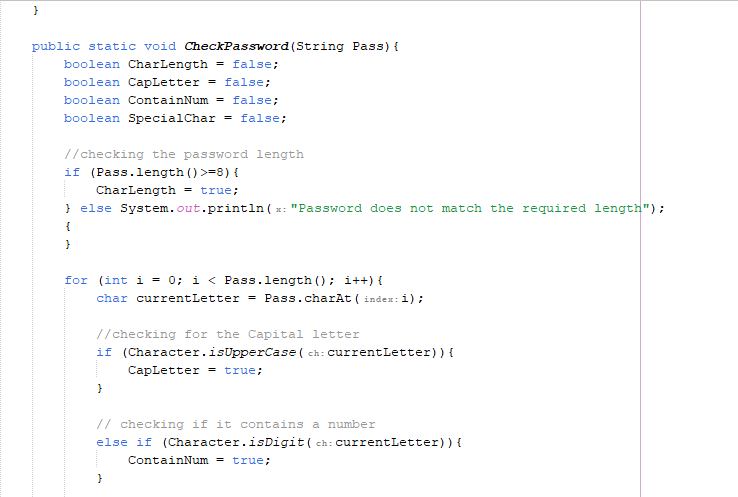 }
public static void CheckPassword(String Pass){
boolean CharLength = false;
boolean CapLetter = false;
boolean ContainNum = false;
boolean SpecialChar = false;
//checking the password length
if (Pass.length()>=8){
CharLength = true;
} else System.out.println( x: "Password does not match the required length");
{
}
for (int i = 0; i < Pass.length(); i++){
char currentLetter = Pass.charAt( index: i);
//checking for the Capital letter
if (Character.isUpperCase( ch: currentLetter)){
CapLetter = true;
}
// checking if it contains a number
else if (Character.isDigit( ch: currentLetter)){
ContainNum = true;
}